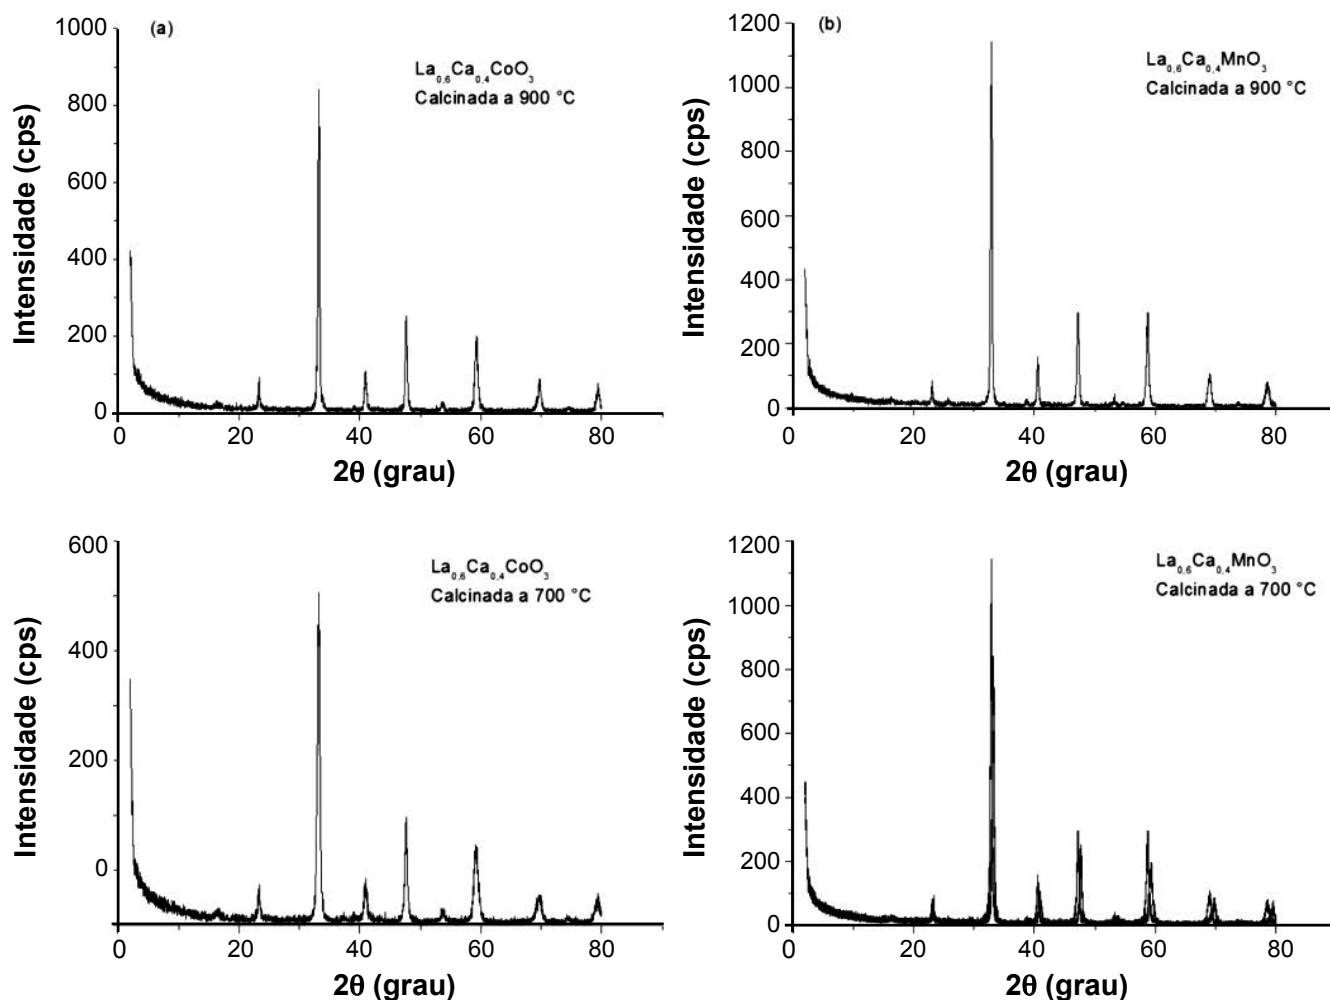 (a)
La0,6Ca0,4CoO3
Calcinada a 900 °C
Intensidade (cps)
1000
800
600
400
200
0
0 20 40 60 80
2θ (grau)
(b)
La0,6Ca0,4MnO3
Calcinada a 900 °C
Intensidade (cps)
1200
1000
800
600
400
200
0
0 20 40 60 80
2θ (grau)
La0,6Ca0,4CoO3
Calcinada a 700 °C
Intensidade (cps)
600
400
200
0
0 20 40 60 80
2θ (grau)
La0,6Ca0,4MnO3
Calcinada a 700 °C
Intensidade (cps)
1200
1000
800
600
400
200
0
0 20 40 60 80
2θ (grau)